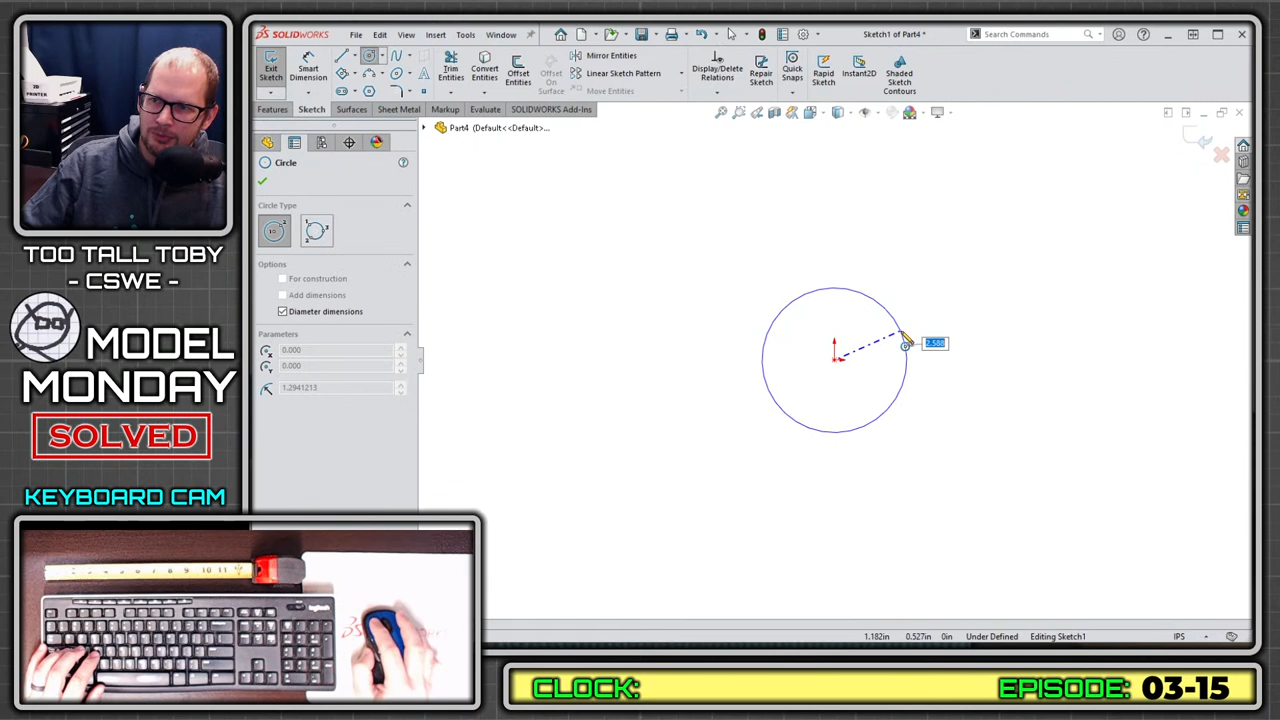 SOLIDWORKS
File Edit View Insert Tools Window
Sketch1 of Part4 *
Search Commands
Exit Sketch
Smart Dimension
Trim Entities
Convert Entities
Offset Entities
Offset On Surface
Mirror Entities
Linear Sketch Pattern
Move Entities
Display/Delete Relations
Repair Sketch
Quick Snaps
Rapid Sketch
Instant2D
Shaded Sketch Contours
Features Sketch Surfaces Sheet Metal Markup Evaluate SOLIDWORKS Add-Ins
Part4 (Default<<Default>...
Circle
Circle Type
Options
For construction
Add dimensions
Diameter dimensions
Parameters
0.000
0.000
1.2941213
2.588
1.182in 0.527in 0in Under Defined Editing Sketch1 IPS
TOO TALL TOBY
- CSWE -
MODEL
MONDAY
SOLVED
KEYBOARD CAM
logitech
CLOCK:
EPISODE: 03-15